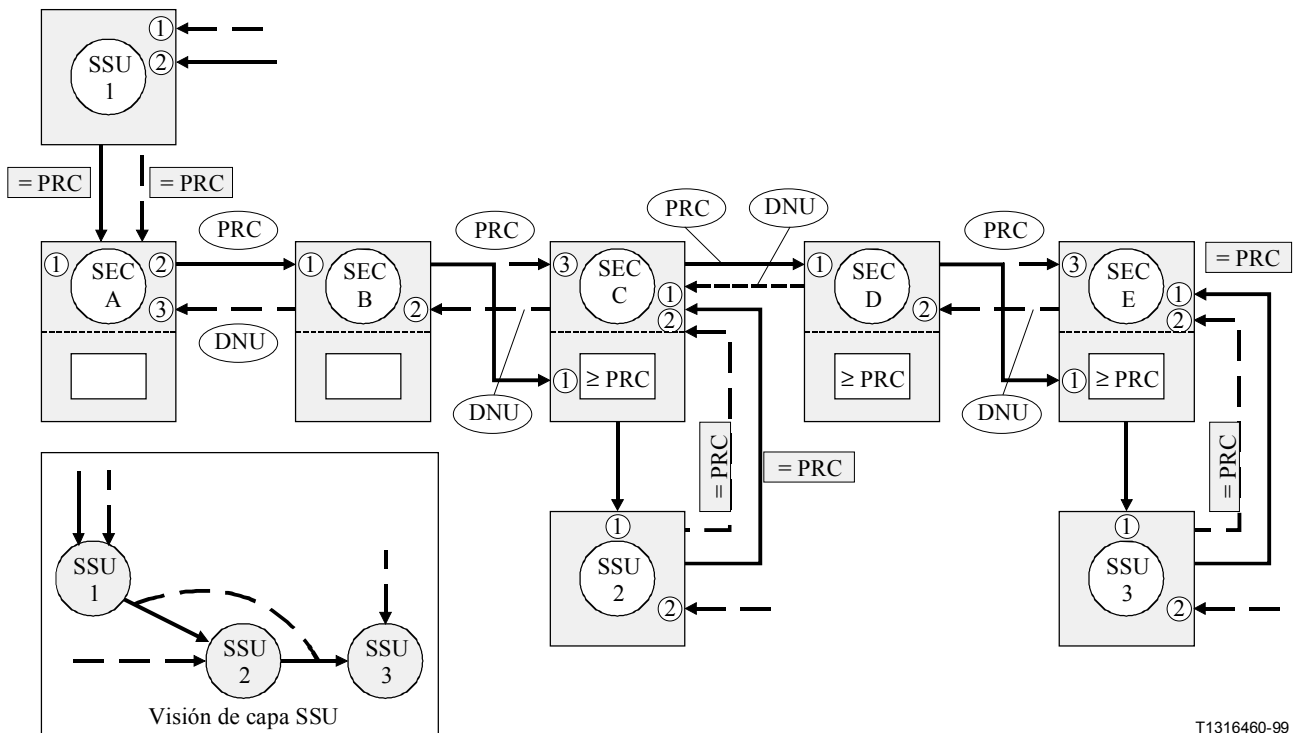 ①
SSU
1
②
= PRC
= PRC
PRC
PRC
PRC
DNU
PRC
①
SEC
A
②
③
①
SEC
B
②
③
SEC
C
①
②
①
SEC
D
②
③
SEC
E
①
②
= PRC
DNU
DNU
DNU
①
≥ PRC
≥ PRC
①
≥ PRC
= PRC
= PRC
= PRC
①
SSU
2
②
①
SSU
3
②
SSU
1
SSU
2
SSU
3
Visión de capa SSU
T1316460-99